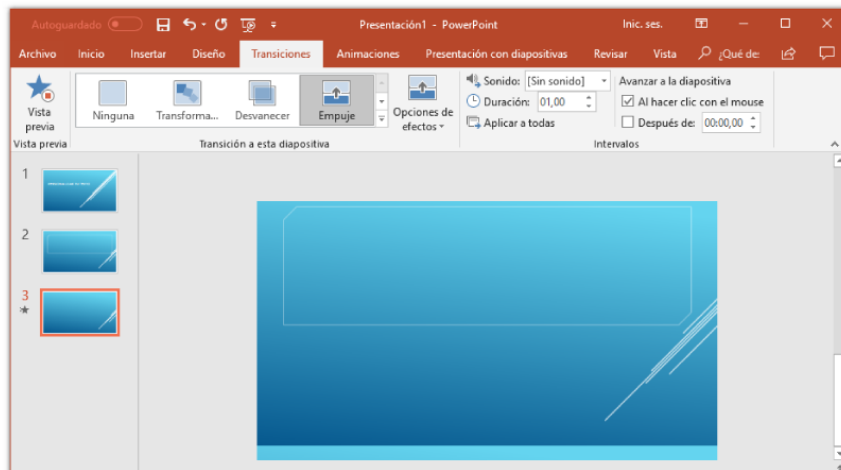 Autoguardado
Presentación1 - PowerPoint
Inic. ses.
Archivo Inicio Insertar Diseño Transiciones Animaciones Presentación con diapositivas Revisar Vista ¿Qué de:
Vista previa
Ninguna Transforma... Desvanecer Empuje
Opciones de efectos
Sonido: [Sin sonido]
Duración: 01,00
Aplicar a todas
Avanzar a la diapositiva
Al hacer clic con el mouse
Después de: 00:00,00
Vista previa Transición a esta diapositiva Intervalos
1
2
3